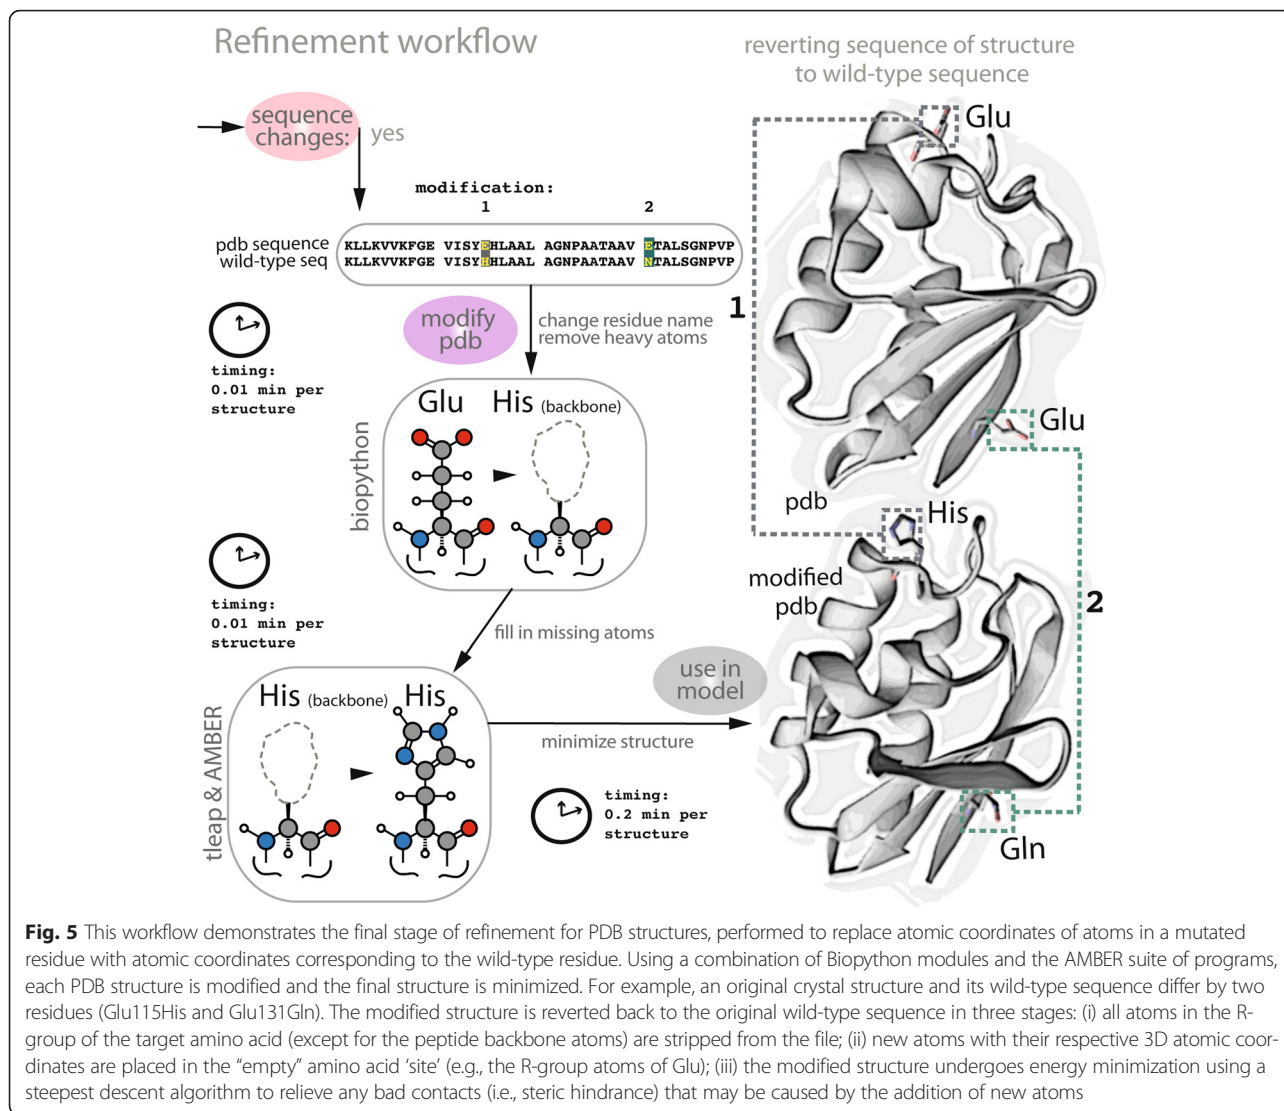 Refinement workflow
reverting sequence of structure
to wild-type sequence
sequence
changes:
yes
modification:
1 2
pdb sequence KLLKVVKFGE VISYEHLAAL AGNPAATAAV ETALSGNPVP
wild-type seq KLLKVVKFGE VISYHHLAAL AGNPAATAAV NTALSGNPVP
modify
pdb
change residue name
remove heavy atoms
timing:
0.01 min per
structure
biopython
Glu His (backbone)
timing:
0.01 min per
structure
fill in missing atoms
tleap & AMBER
His (backbone) His
use in
model
minimize structure
timing:
0.2 min per
structure
Glu
1
Glu
pdb
His
modified
pdb
2
Gln
Fig. 5 This workflow demonstrates the final stage of refinement for PDB structures, performed to replace atomic coordinates of atoms in a mutated
residue with atomic coordinates corresponding to the wild-type residue. Using a combination of Biopython modules and the AMBER suite of programs,
each PDB structure is modified and the final structure is minimized. For example, an original crystal structure and its wild-type sequence differ by two
residues (Glu115His and Glu131Gln). The modified structure is reverted back to the original wild-type sequence in three stages: (i) all atoms in the R-
group of the target amino acid (except for the peptide backbone atoms) are stripped from the file; (ii) new atoms with their respective 3D atomic coor-
dinates are placed in the “empty” amino acid ‘site’ (e.g., the R-group atoms of Glu); (iii) the modified structure undergoes energy minimization using a
steepest descent algorithm to relieve any bad contacts (i.e., steric hindrance) that may be caused by the addition of new atoms